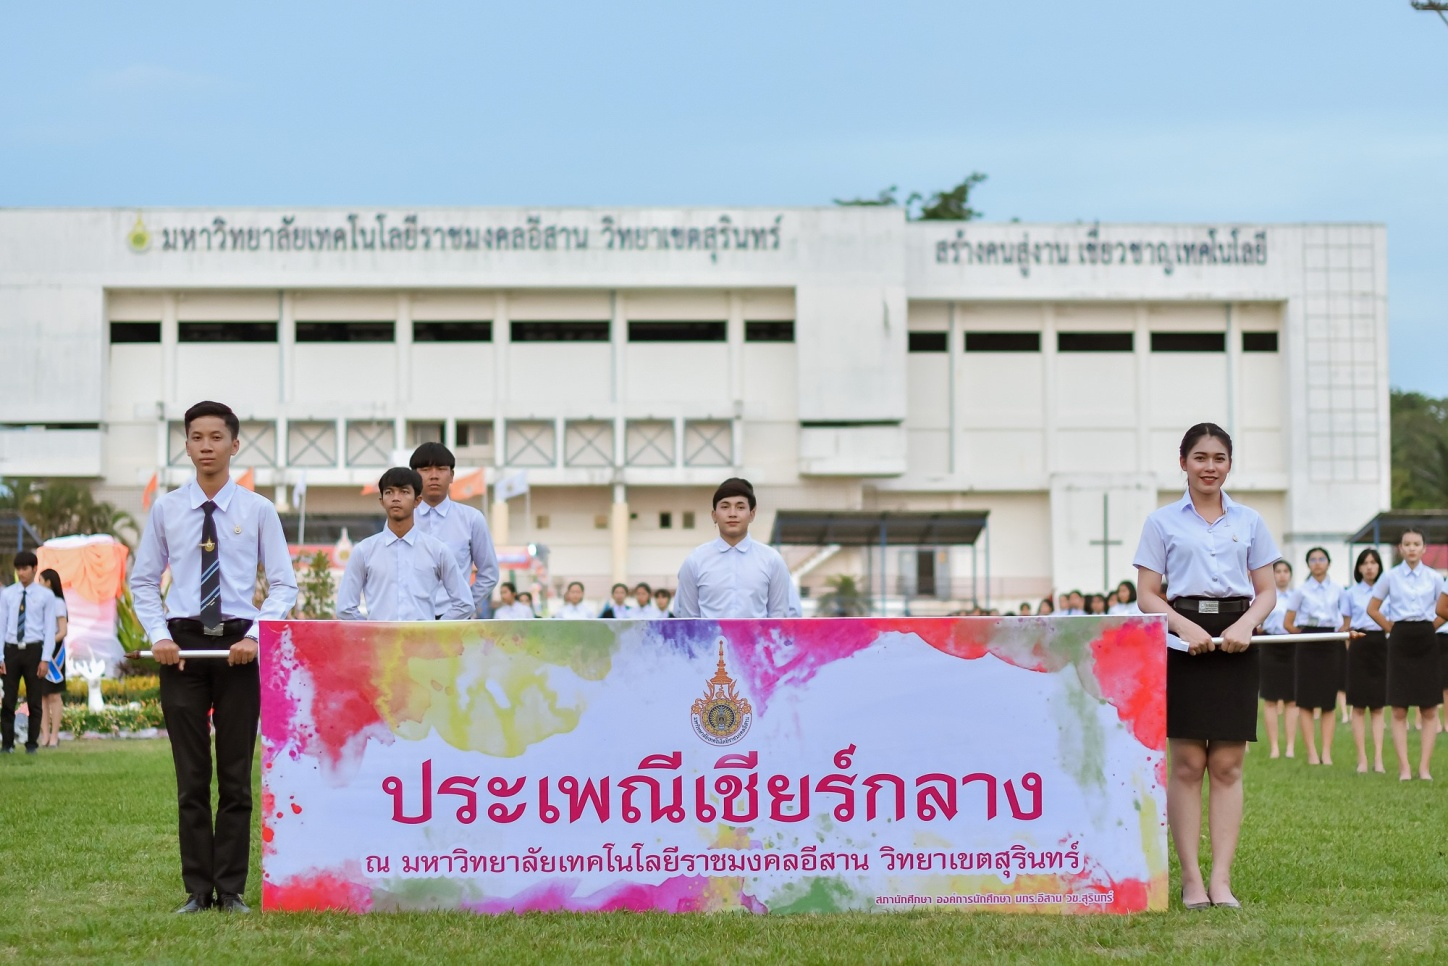 มหาวิทยาลัยเทคโนโลยีราชมงคลอีสาน วิทยาเขตสุรินทร์
สร้างคนสู่งาน เชี่ยวชาญเทคโนโลยี
ประเพณีเชียร์กลาง
ณ มหาวิทยาลัยเทคโนโลยีราชมงคลอีสาน วิทยาเขตสุรินทร์
สภานักศึกษา องค์การนักศึกษา มทร.อีสาน วข.สุรินทร์